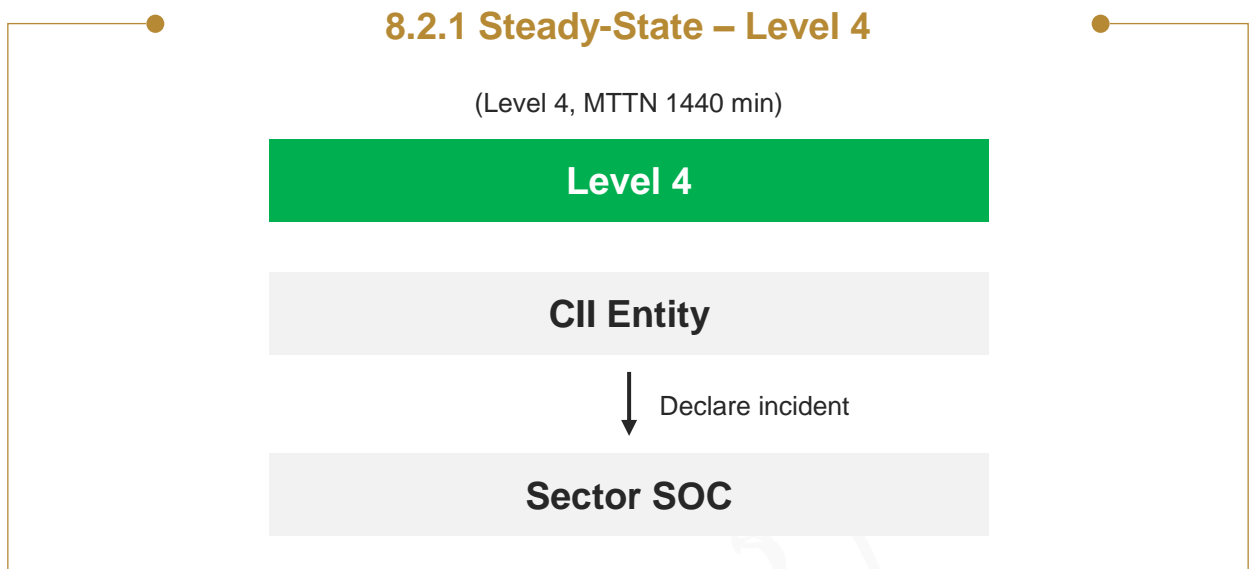 8.2.1 Steady-State – Level 4
(Level 4, MTTN 1440 min)
Level 4
CII Entity
Declare incident
Sector SOC